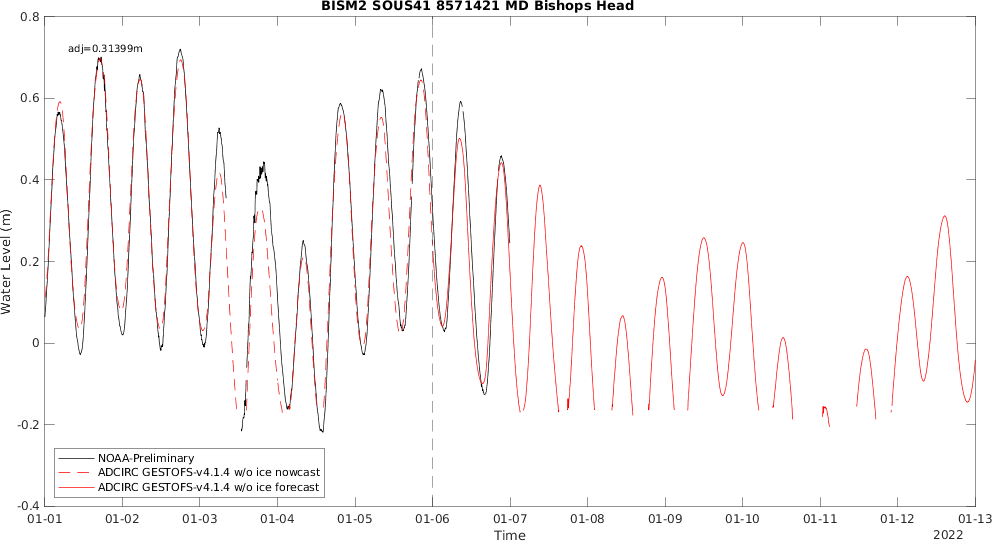 BISM2 SOUS41 8571421 MD Bishops Head
adj=0.31399m
Water Level (m)
0.8
0.6
0.4
0.2
0
-0.2
-0.4
NOAA-Preliminary
ADCIRC GESTOFS-v4.1.4 w/o ice nowcast
ADCIRC GESTOFS-v4.1.4 w/o ice forecast
01-01 01-02 01-03 01-04 01-05 01-06 01-07 01-08 01-09 01-10 01-11 01-12 01-13
Time
2022